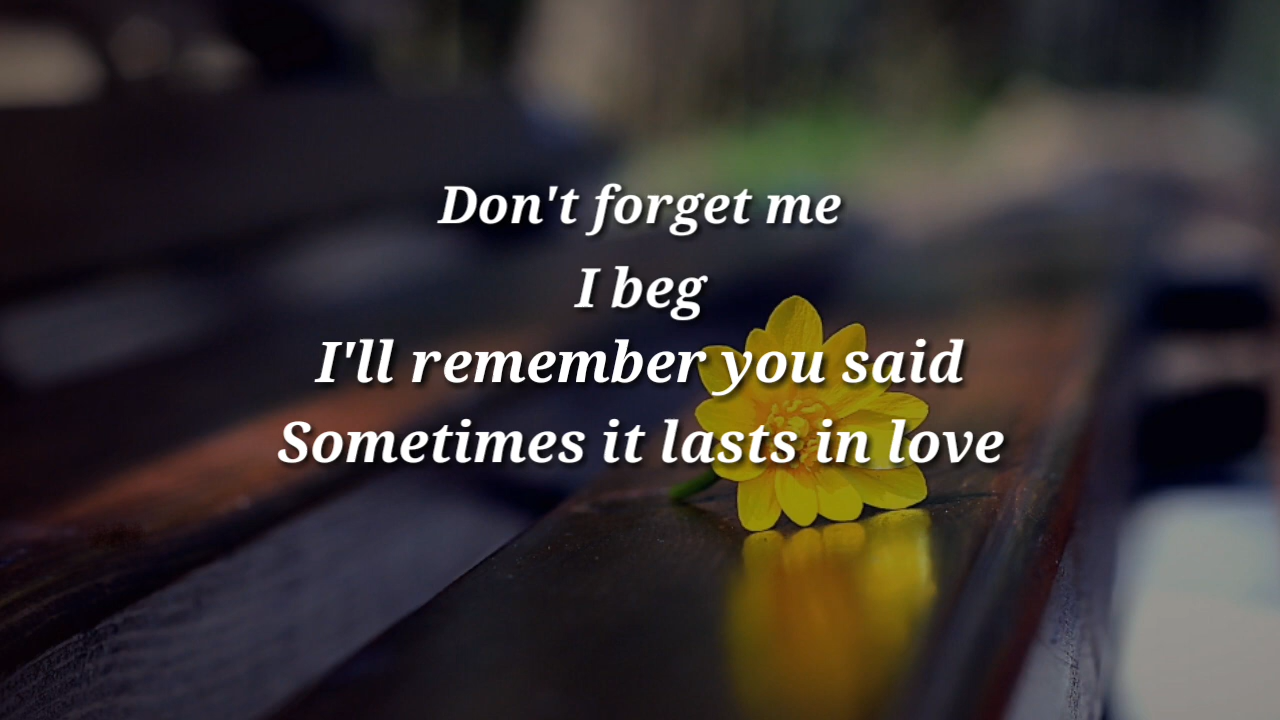 Don't forget me
I beg
I'll remember you said
Sometimes it lasts in love